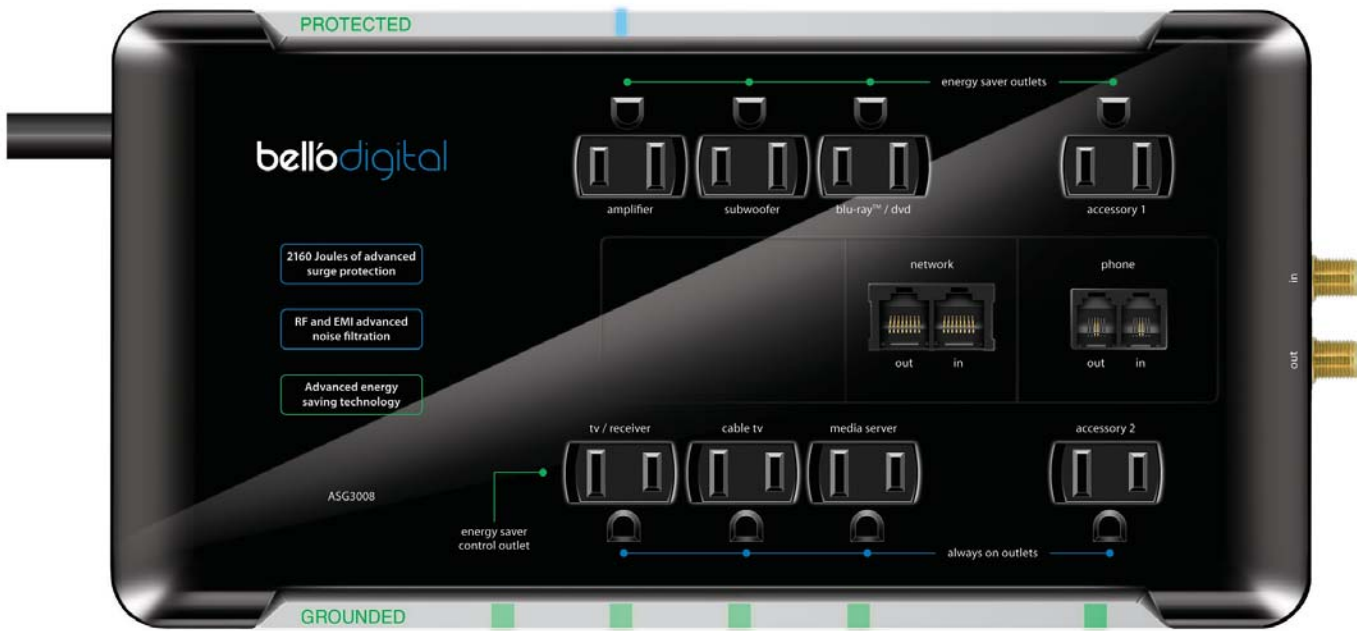 PROTECTED
energy saver outlets
bell'o digital
amplifier
subwoofer
blu-ray™ / dvd
accessory 1
2160 Joules of advanced
surge protection
network
phone
in
RF and EMI advanced
noise filtration
out
in
out
in
out
Advanced energy
saving technology
tv / receiver
cable tv
media server
accessory 2
ASG3008
energy saver
control outlet
always on outlets
GROUNDED